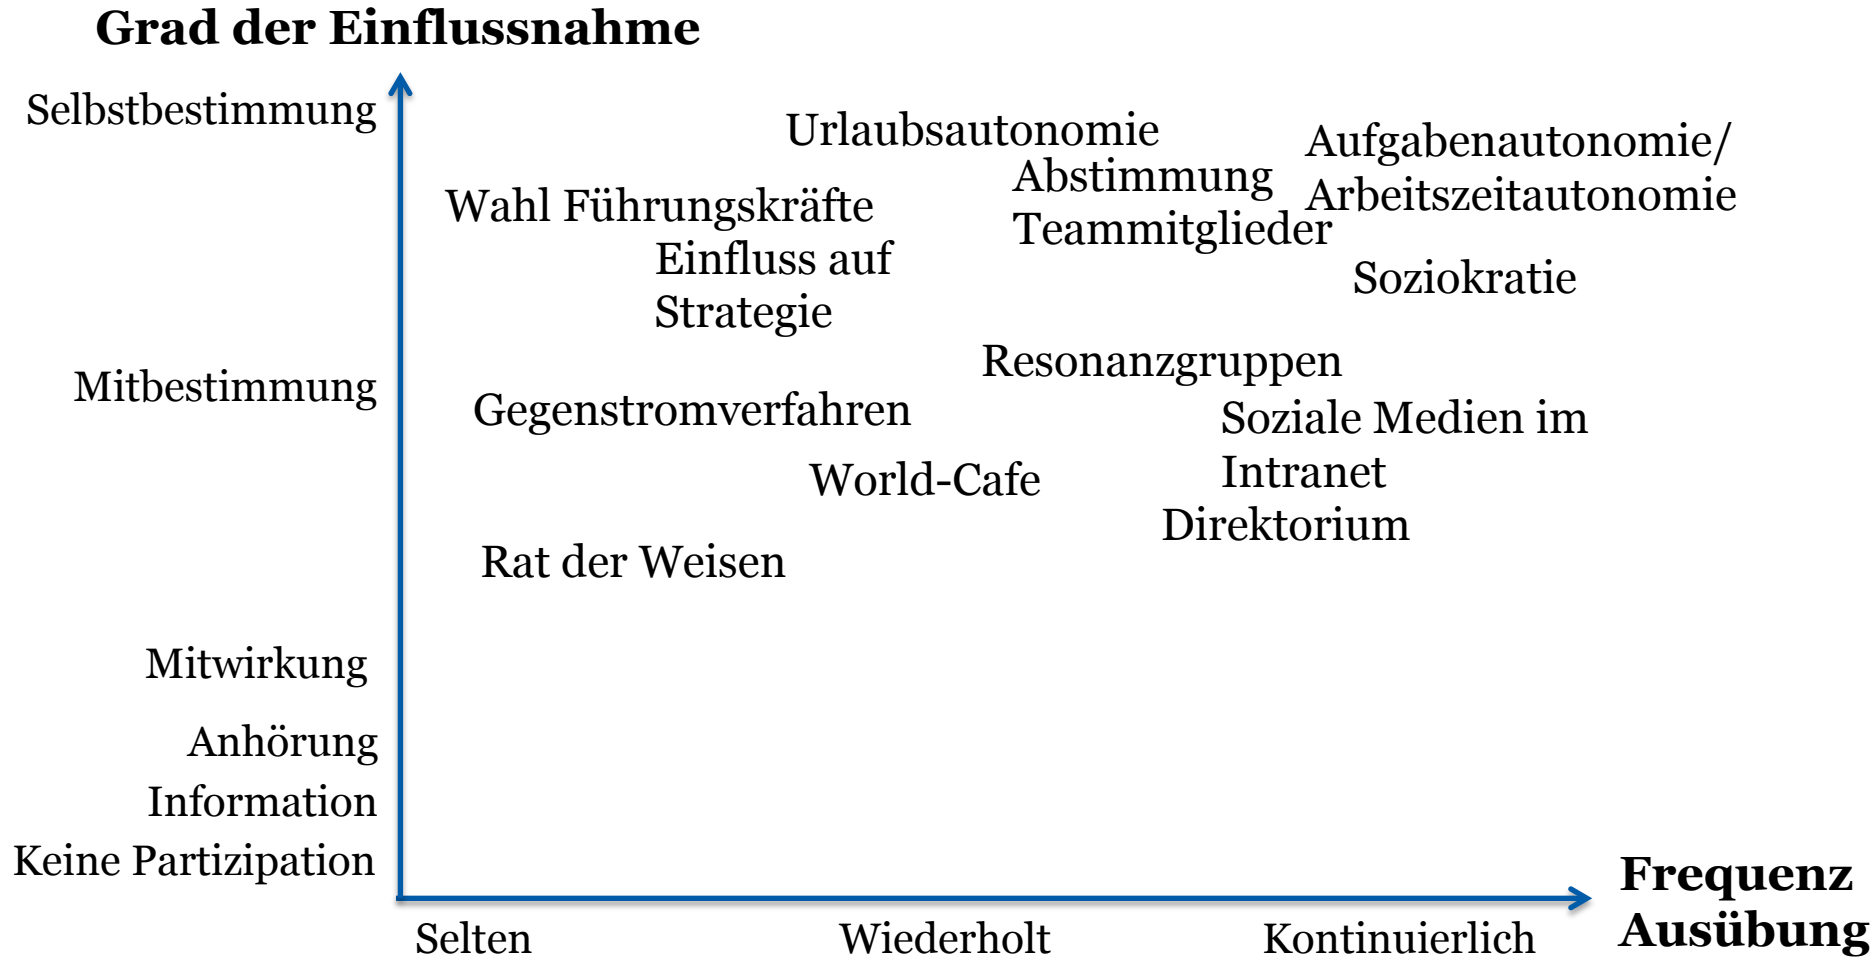 Grad der Einflussnahme
Selbstbestimmung
Urlaubsautonomie
Aufgabenautonomie/
Arbeitszeitautonomie
Abstimmung
Teammitglieder
Wahl Führungskräfte
Einfluss auf
Strategie
Soziokratie
Resonanzgruppen
Mitbestimmung
Gegenstromverfahren
Soziale Medien im
Intranet
World-Cafe
Direktorium
Rat der Weisen
Mitwirkung
Anhörung
Information
Keine Partizipation
Frequenz
Ausübung
Selten
Wiederholt
Kontinuierlich